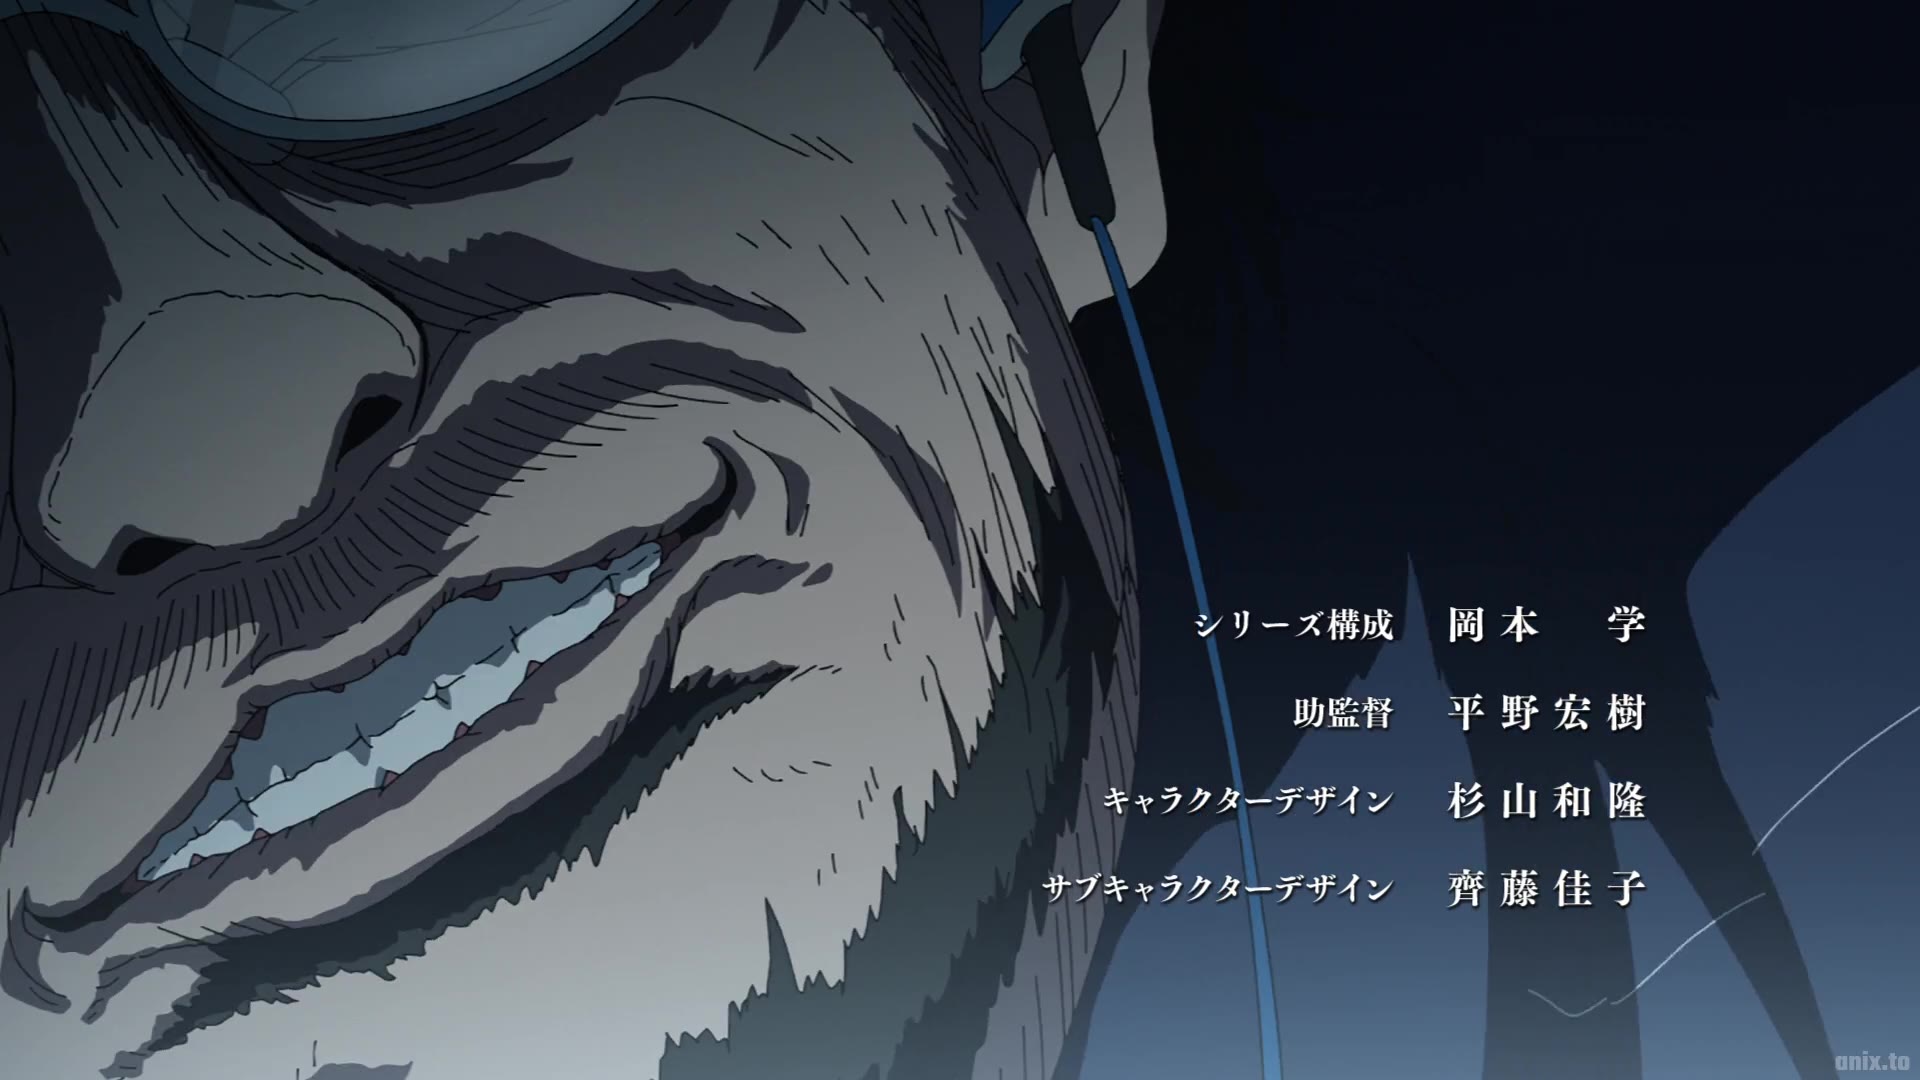 シリーズ構成 岡本 学
助監督 平野宏樹
キャラクターデザイン 杉山和隆
サブキャラクターデザイン 齊藤佳子
anix.to